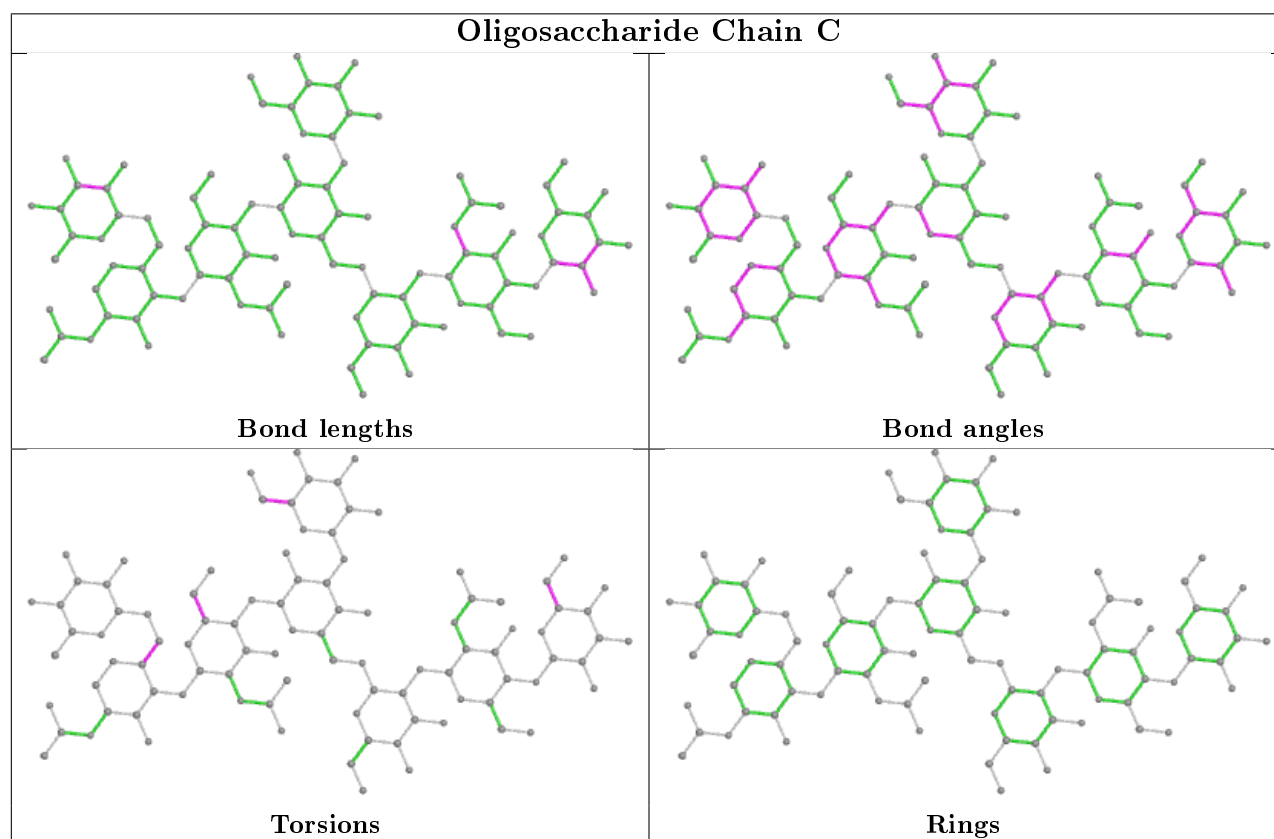 Oligosaccharide Chain C
Bond lengths
Bond angles
Torsions
Rings